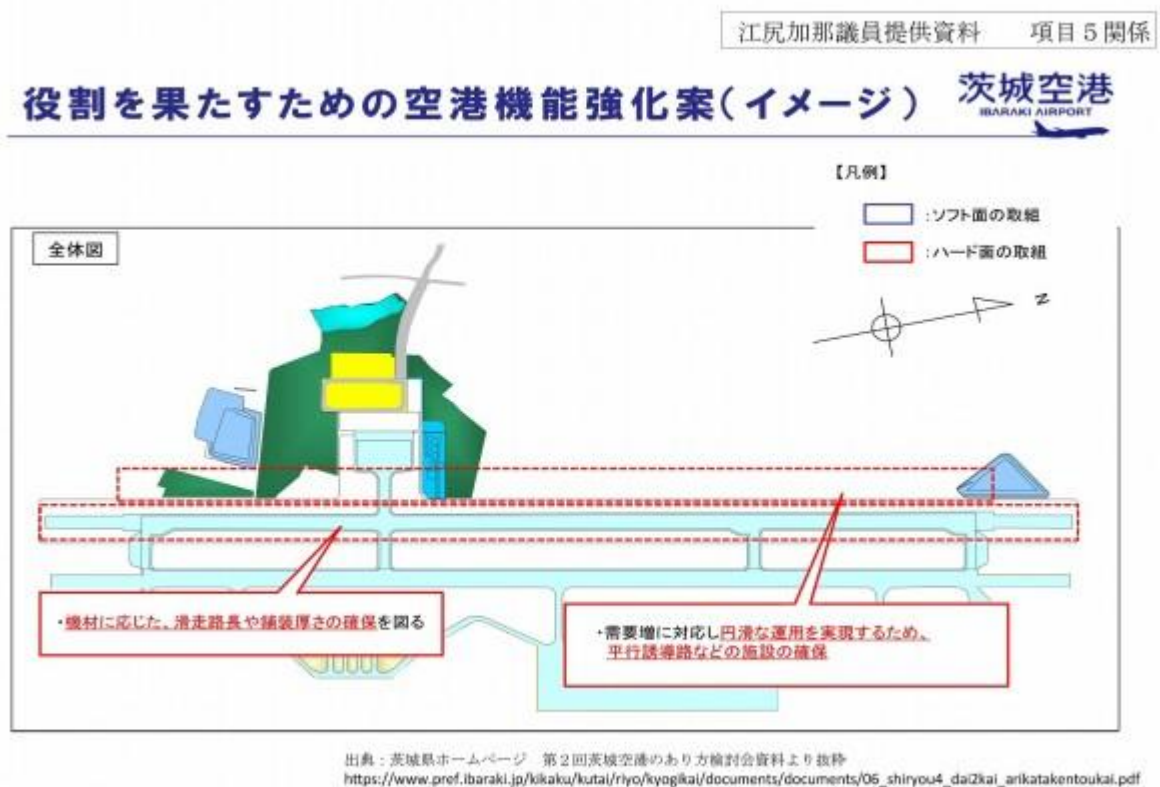 江尻加那議員提供資料　項目５関係
役割を果たすための空港機能強化案（イメージ）
茨城空港
IBARAKI AIRPORT
【凡例】
：ソフト面の取組
：ハード面の取組
全体図
N
・機材に応じた、滑走路長や舗装厚さの確保を図る
・需要増に対応し円滑な運用を実現するため、
平行誘導路などの施設の確保
出典：茨城県ホームページ　第２回茨城空港のあり方検討会資料より抜粋
https://www.pref.ibaraki.jp/kikaku/kutai/riyo/kyogikai/documents/documents/06_shiryou4_dai2kai_arikatakentoukai.pdf